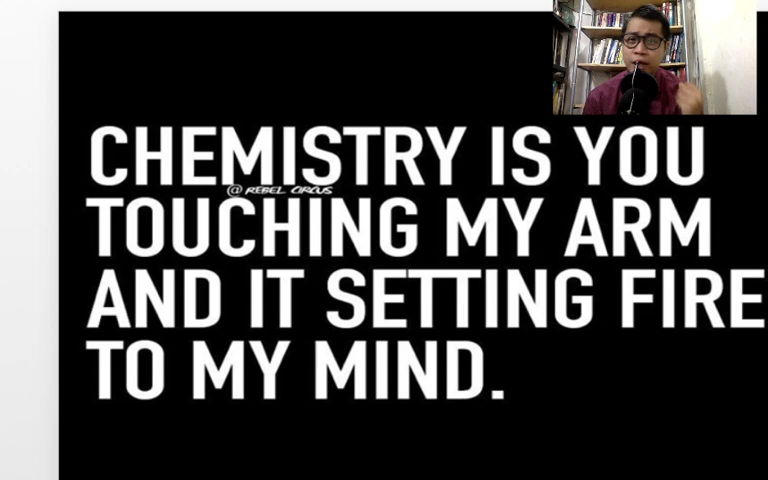 CHEMISTRY IS YOU
@ REBEL CIRCUS
TOUCHING MY ARM
AND IT SETTING FIRE
TO MY MIND.